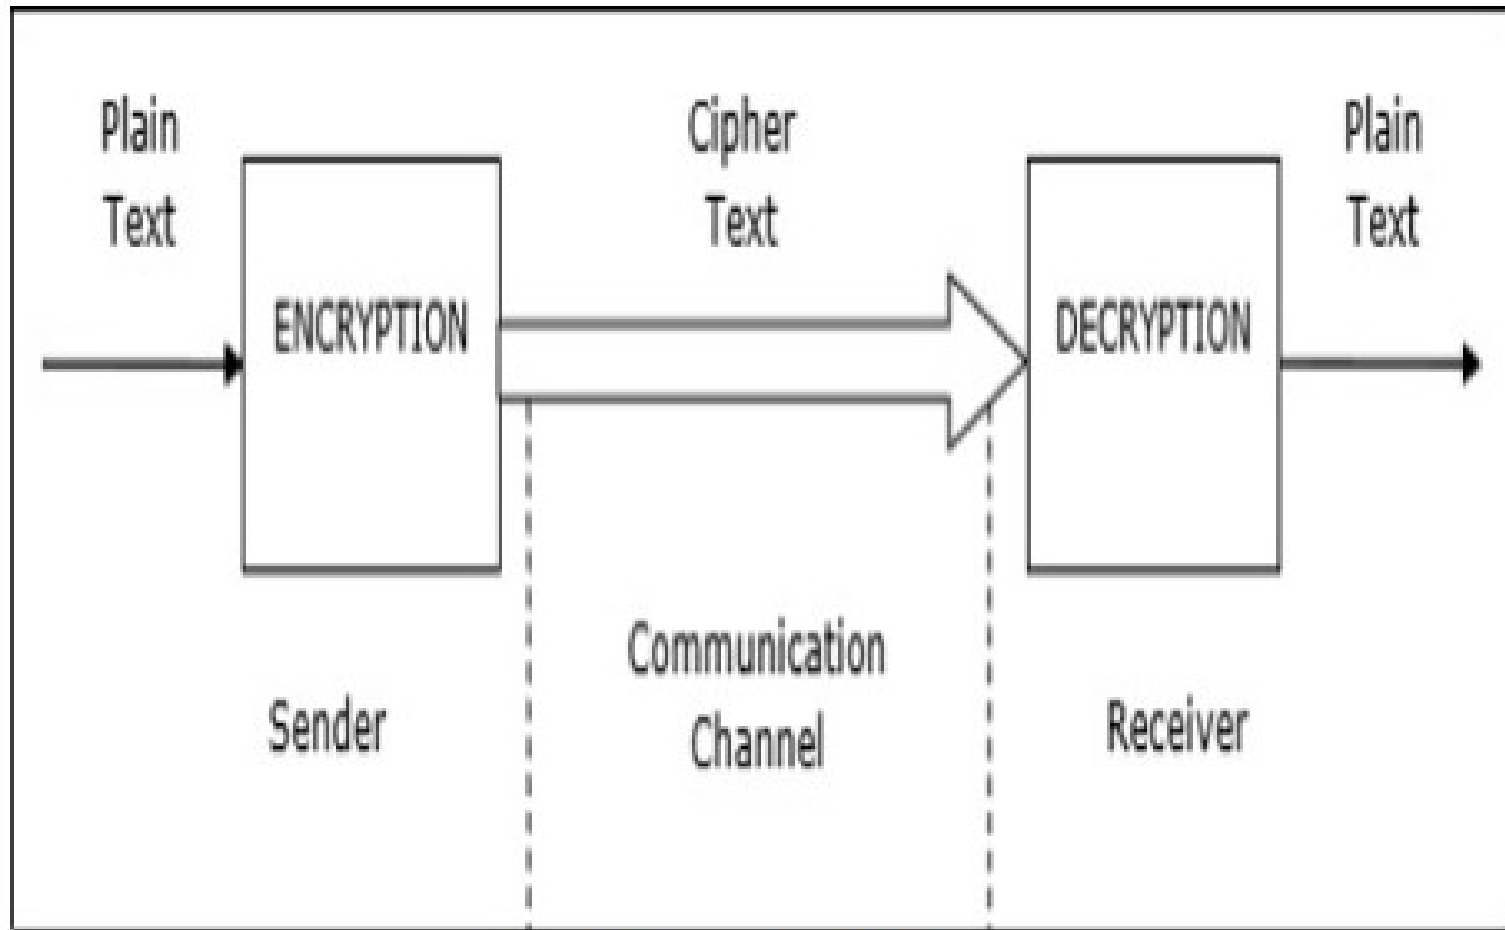 Plain
Text
Cipher
Text
Plain
Text
ENCRYPTION
DECRYPTION
Communication
Channel
Sender
Receiver